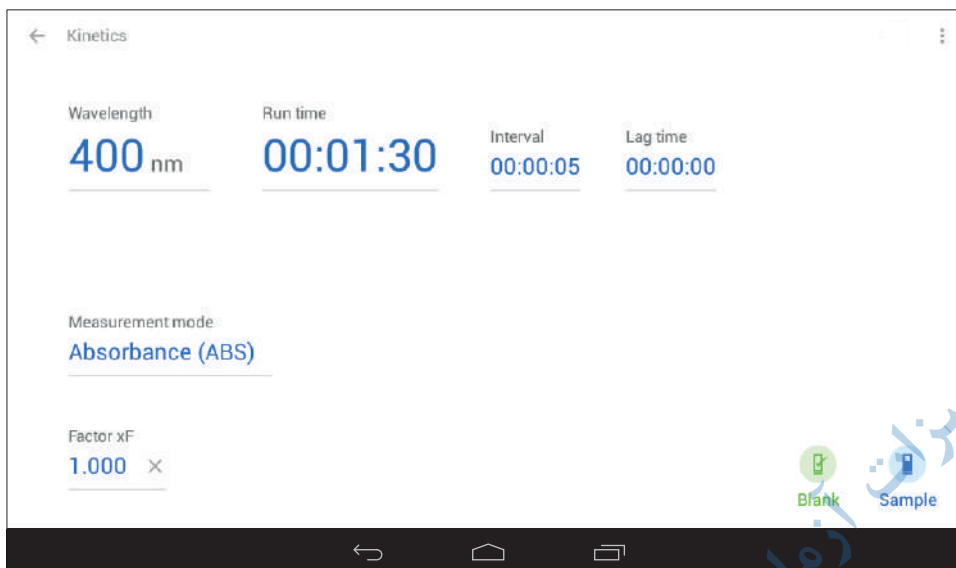 Kinetics
Wavelength
Run time
400 nm
00:01:30
Interval
Lag time
00:00:05
00:00:00
Measurement mode
Absorbance (ABS)
Factor xF
1.000 ×
Blank
Sample